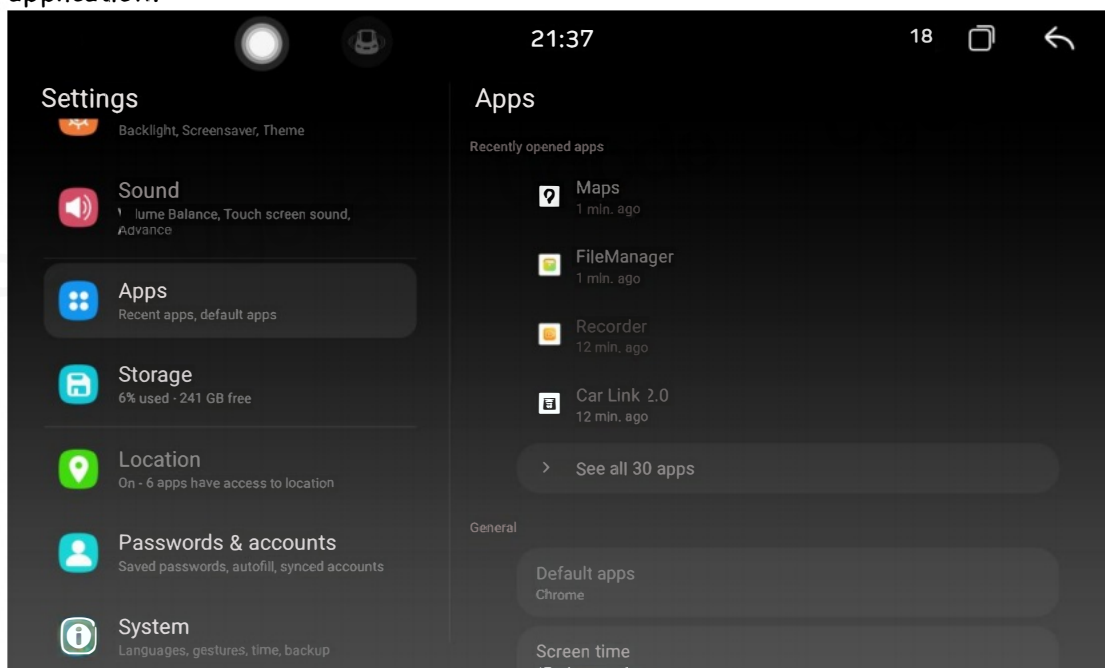 21:37
18
Settings
Apps
Backlight, Screensaver, Theme
Recently opened apps
Sound
lume Balance, Touch screen sound,
Advance
Maps
1 min. ago
FileManager
1 min. ago
Apps
Recent apps, default apps
Recorder
12 min. ago
Storage
6% used - 241 GB free
Car Link 2.0
12 min. ago
Location
On - 6 apps have access to location
See all 30 apps
General
Passwords & accounts
Saved passwords, autofill, synced accounts
Default apps
Chrome
System
Languages, gestures, time, backup
Screen time